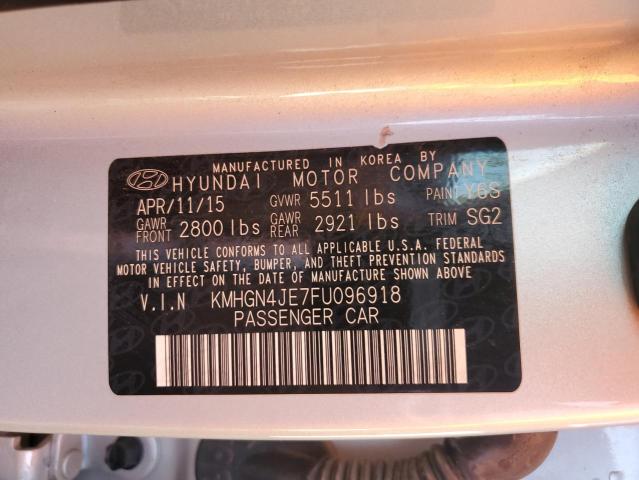 MANUFACTURED IN KOREA BY
HYUNDAI MOTOR COMPANY
APR/11/15 GVWR 5511 lbs PAINT Y6S
GAWR FRONT 2800 lbs GAWR REAR 2921 lbs TRIM SG2
THIS VEHICLE CONFORMS TO ALL APPLICABLE U.S.A. FEDERAL
MOTOR VEHICLE SAFETY, BUMPER, AND THEFT PREVENTION STANDARDS
IN EFFECT ON THE DATE OF MANUFACTURE SHOWN ABOVE.
V.I.N KMHGN4JE7FU096918
PASSENGER CAR